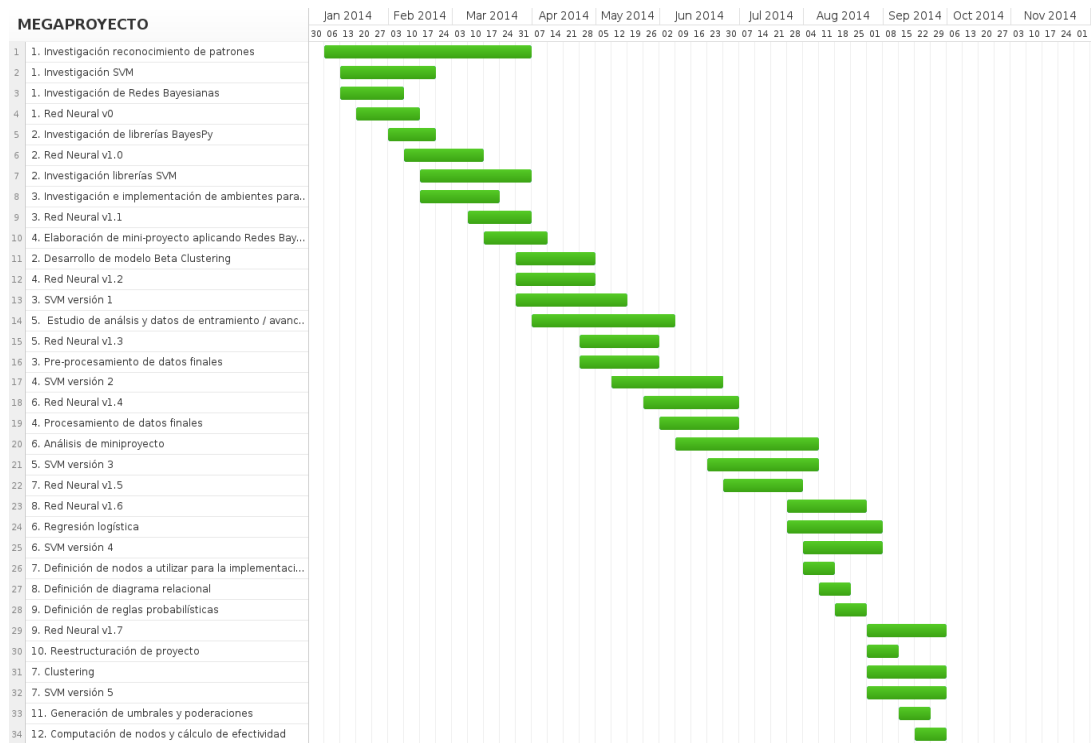 MEGAPROYECTO
Jan 2014 Feb 2014 Mar 2014 Apr 2014 May 2014 Jun 2014 Jul 2014 Aug 2014 Sep 2014 Oct 2014 Nov 2014
30 06 13 20 27 03 10 17 24 03 10 17 24 31 07 14 21 28 05 12 19 26 02 09 16 23 30 07 14 21 28 04 11 18 25 01 08 15 22 29 06 13 20 27 03 10 17 24 01
1 1. Investigación reconocimiento de patrones
2 1. Investigación SVM
3 1. Investigación de Redes Bayesianas
4 1. Red Neural v0
5 2. Investigación de librerías BayesPy
6 2. Red Neural v1.0
7 2. Investigación librerías SVM
8 3. Investigación e implementación de ambientes para..
9 3. Red Neural v1.1
10 4. Elaboración de mini-proyecto aplicando Redes Bay...
11 2. Desarrollo de modelo Beta Clustering
12 4. Red Neural v1.2
13 3. SVM versión 1
14 5. Estudio de análsis y datos de entramiento / avanc..
15 5. Red Neural v1.3
16 3. Pre-procesamiento de datos finales
17 4. SVM versión 2
18 6. Red Neural v1.4
19 4. Procesamiento de datos finales
20 6. Análisis de miniproyecto
21 5. SVM versión 3
22 7. Red Neural v1.5
23 8. Red Neural v1.6
24 6. Regresión logística
25 6. SVM versión 4
26 7. Definición de nodos a utilizar para la implementaci...
27 8. Definición de diagrama relacional
28 9. Definición de reglas probabilísticas
29 9. Red Neural v1.7
30 10. Reestructuración de proyecto
31 7. Clustering
32 7. SVM versión 5
33 11. Generación de umbrales y poderaciones
34 12. Computación de nodos y cálculo de efectividad